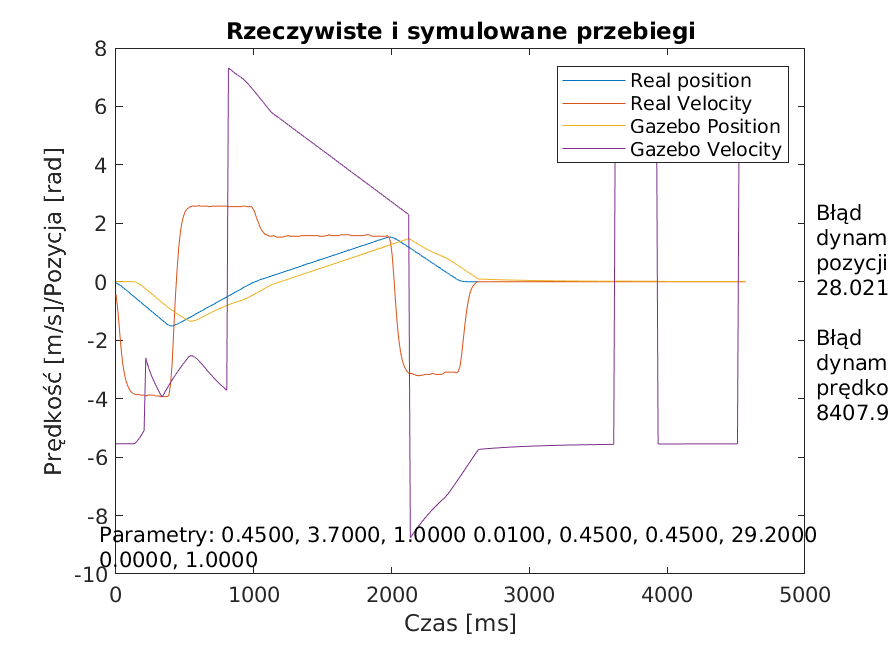 Rzeczywiste i symulowane przebiegi
Real position
Real Velocity
Gazebo Position
Gazebo Velocity
8
6
4
2
0
-2
-4
-6
-8
-10
Prędkość [m/s]/Pozycja [rad]
Błąd
dynam
pozycji
28.021
Błąd
dynam
prędko
8407.9
Parametry: 0.4500, 3.7000, 1.0000 0.0100, 0.4500, 0.4500, 29.2000
0.0000, 1.0000
0 1000 2000 3000 4000 5000
Czas [ms]